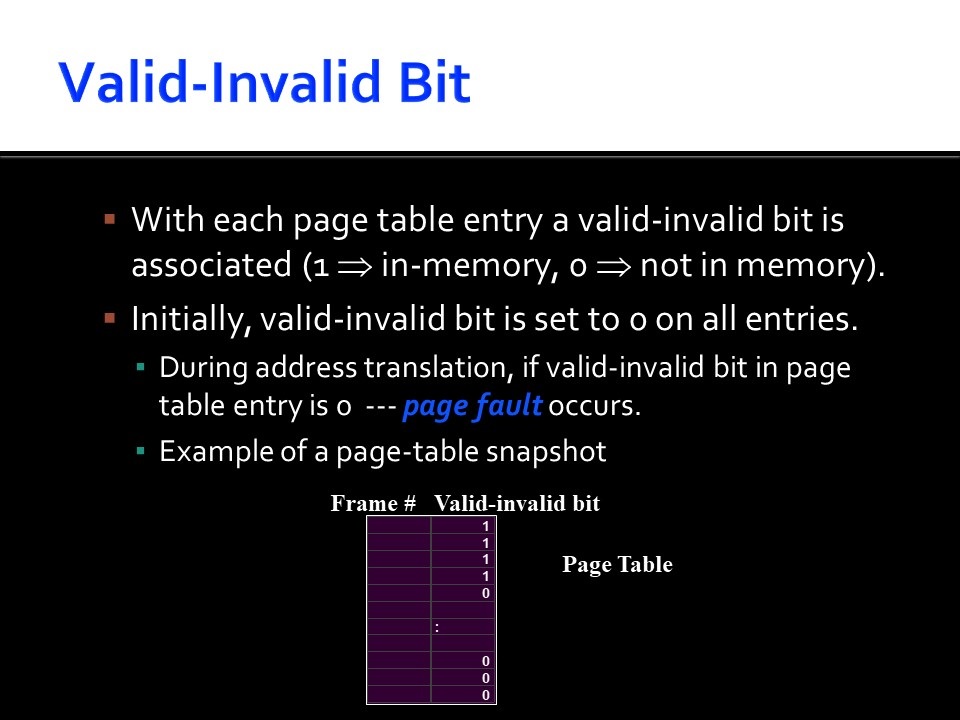 Valid-Invalid Bit
With each page table entry a valid-invalid bit is
associated (1 ⇒ in-memory, 0 ⇒ not in memory).
Initially, valid-invalid bit is set to 0 on all entries.
During address translation, if valid-invalid bit in page
table entry is 0 --- page fault occurs.
Example of a page-table snapshot
Frame # Valid-invalid bit
1
1
1
1
0
:
0
0
0
Page Table